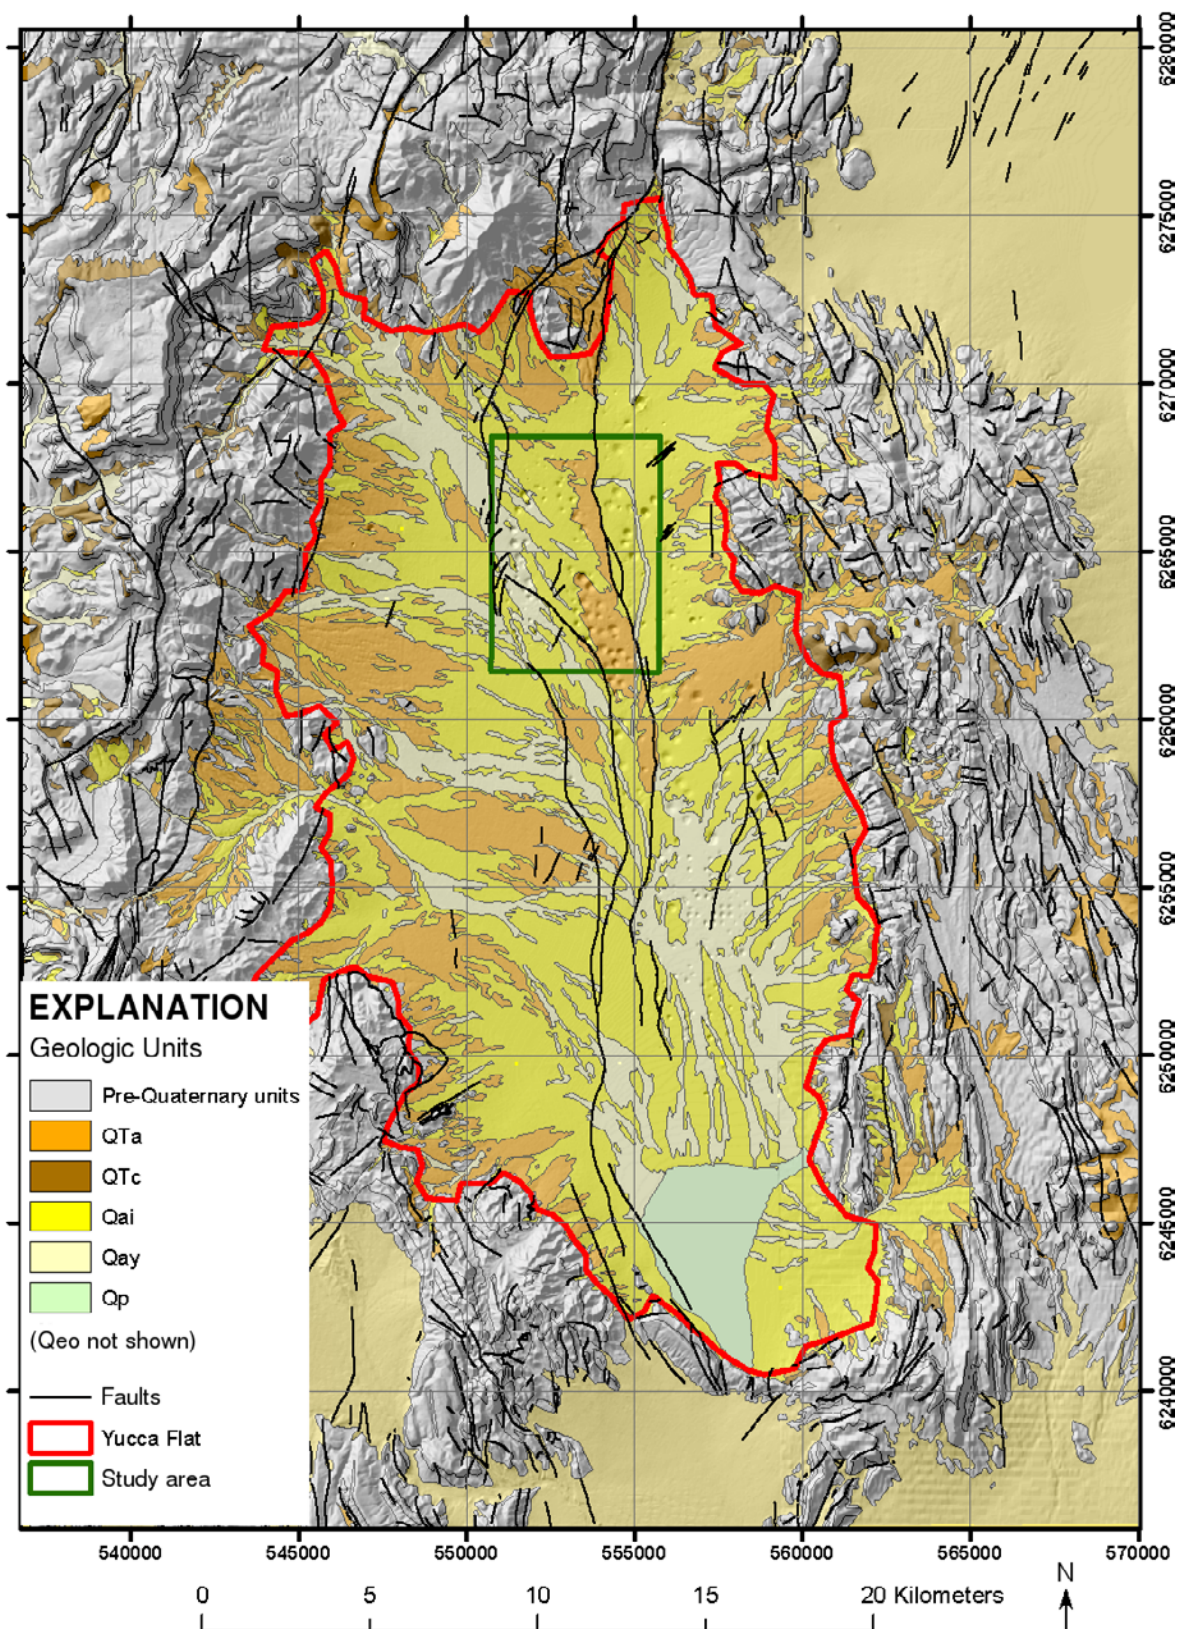 6280000
6275000
6270000
6265000
6260000
6255000
6250000
6245000
6240000
EXPLANATION
Geologic Units
Pre-Quaternary units
QTa
QTc
Qai
Qay
Qp
(Qeo not shown)
Faults
Yucca Flat
Study area
540000 545000 550000 555000 560000 565000 570000
0 5 10 15 20 Kilometers
N